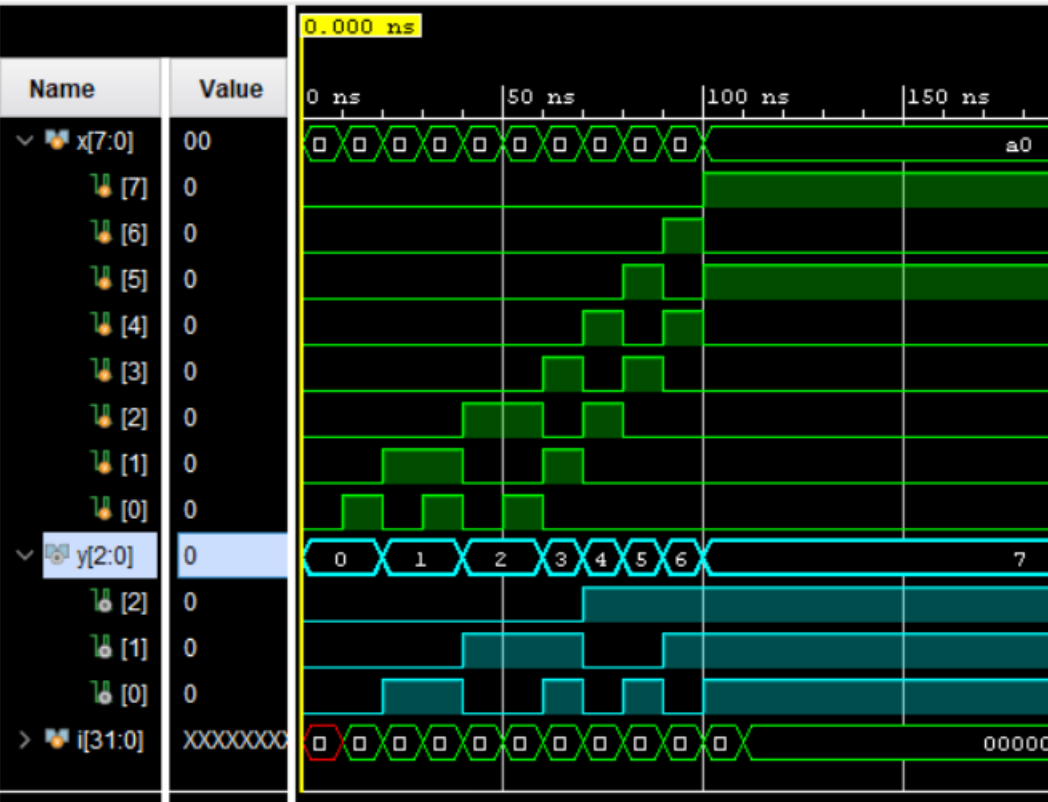 0.000 ns
Name Value 0 ns 50 ns 100 ns 150 ns
x[7:0] 00 a0
[7] 0
[6] 0
[5] 0
[4] 0
[3] 0
[2] 0
[1] 0
[0] 0
y[2:0] 0 0 1 2 3 4 5 6 7
[2] 0
[1] 0
[0] 0
i[31:0] XXXXXXXX 00000